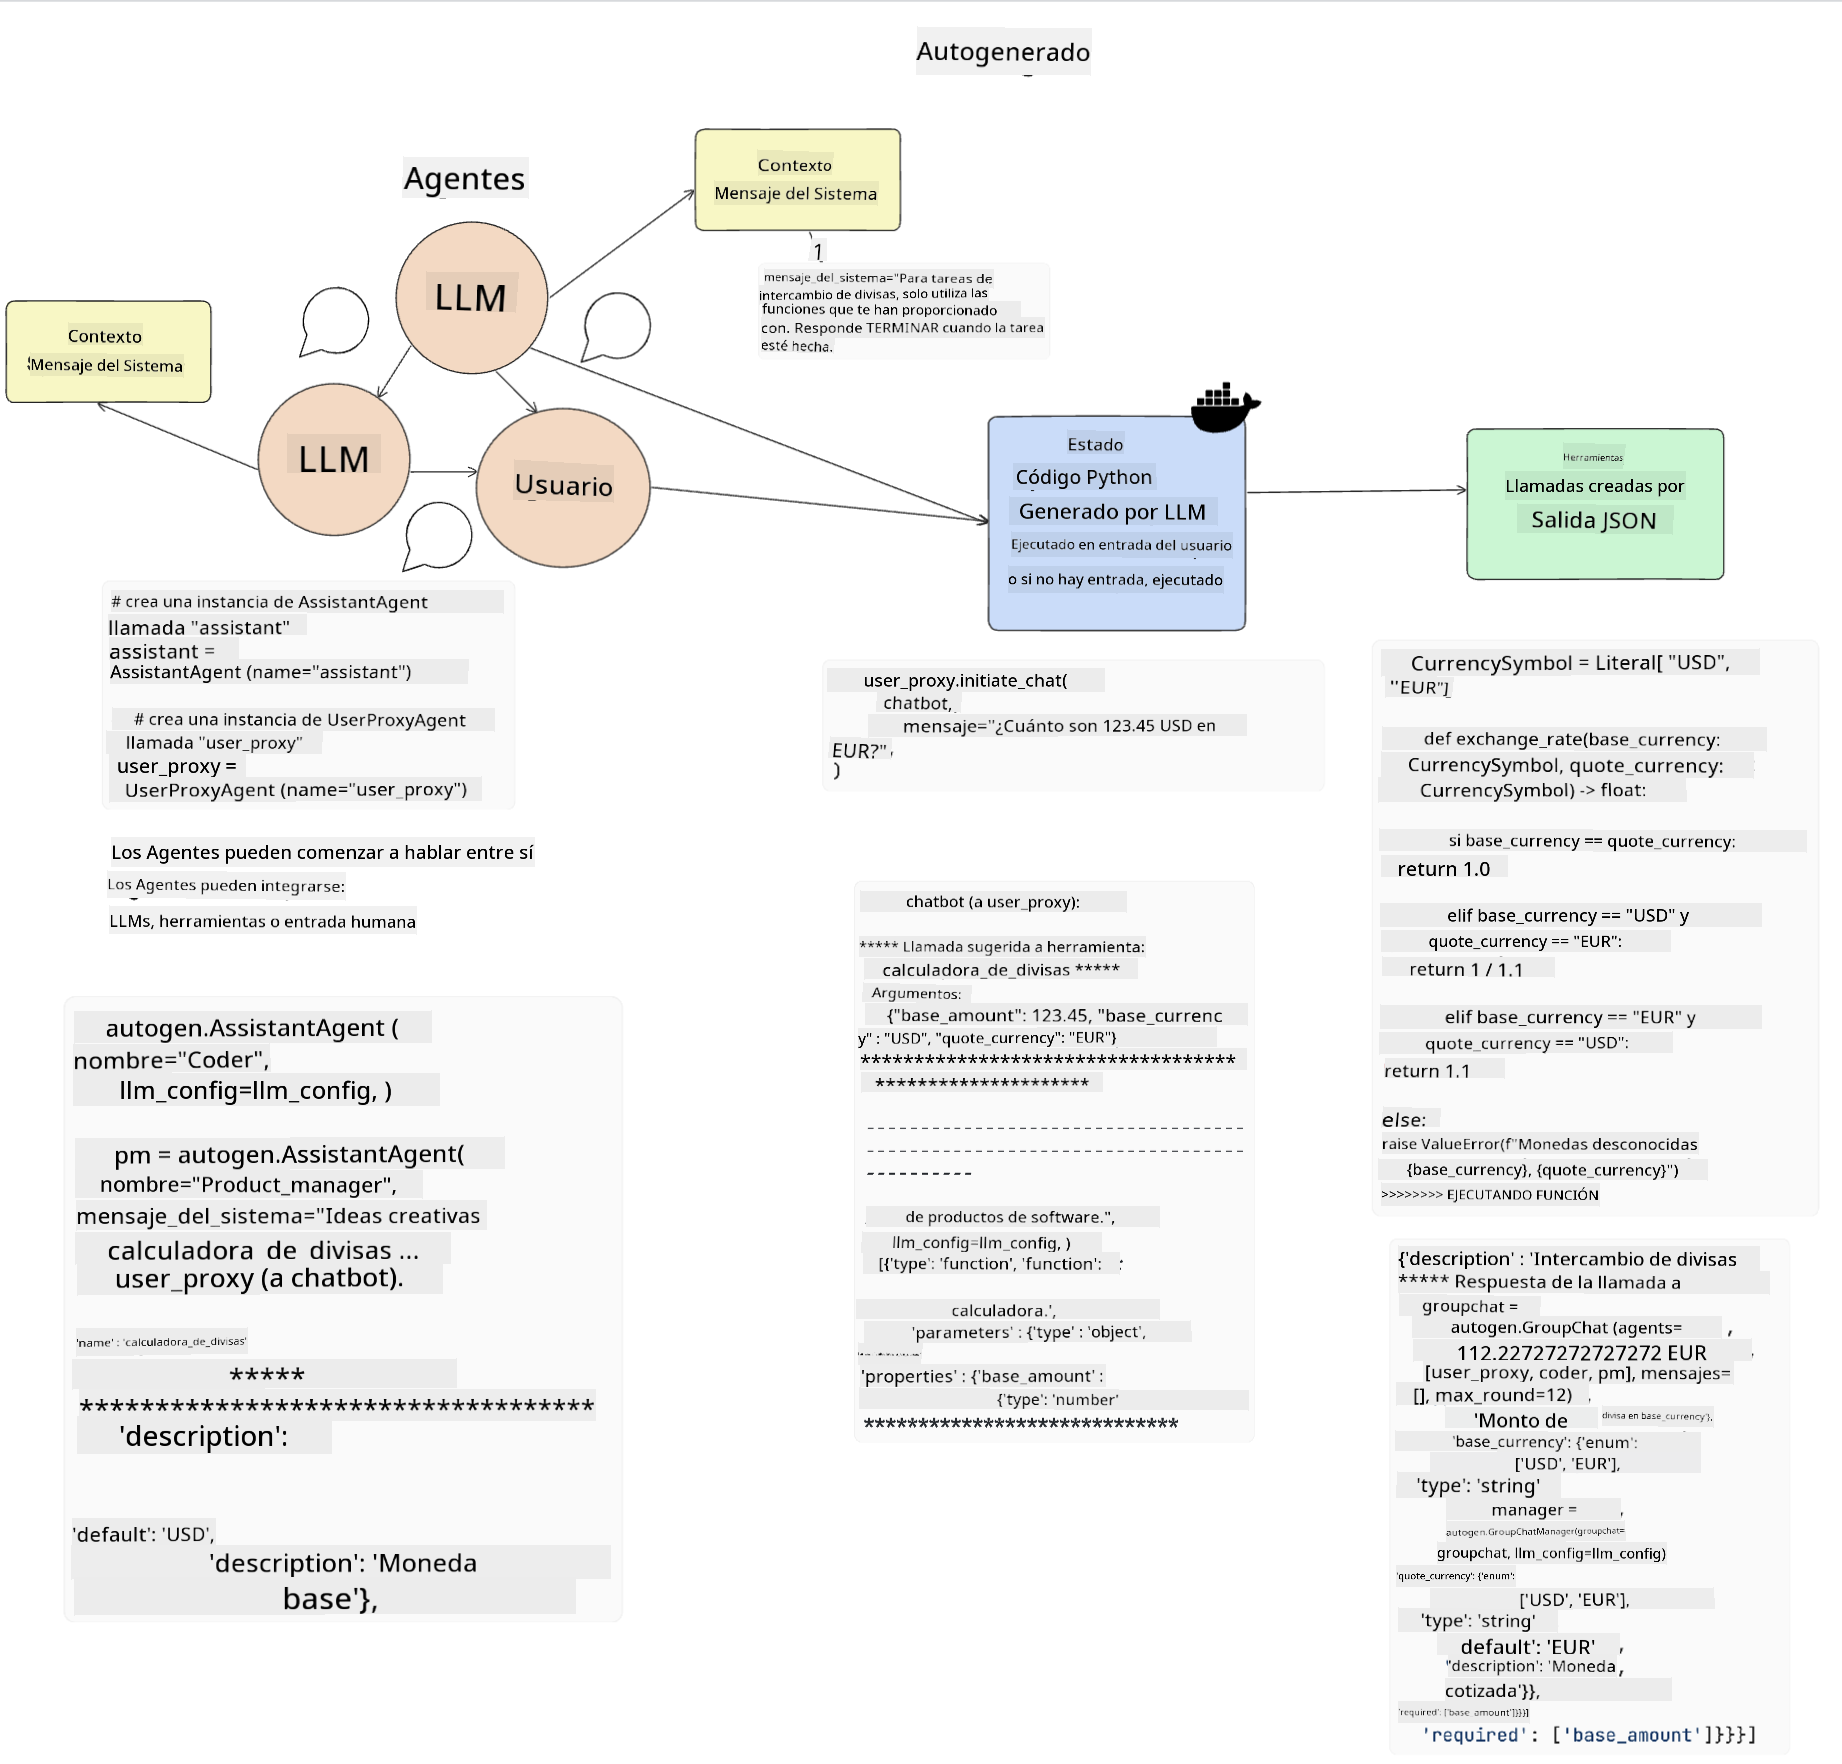 Autogenerado
Agentes
Contexto
Mensaje del Sistema
1
mensaje_del_sistema="Para tareas de
intercambio de divisas, solo utiliza las
funciones que te han proporcionado
con. Responde TERMINAR cuando la tarea
esté hecha.
LLM
Contexto
Mensaje del Sistema
LLM
Usuario
Estado
Código Python
Generado por LLM
Ejecutado en entrada del usuario
o si no hay entrada, ejecutado
Herramientas
Llamadas creadas por
Salida JSON
# crea una instancia de AssistantAgent
llamada "assistant"
assistant =
AssistantAgent (name="assistant")
# crea una instancia de UserProxyAgent
llamada "user_proxy"
user_proxy =
UserProxyAgent (name="user_proxy")
Los Agentes pueden comenzar a hablar entre sí
Los Agentes pueden integrarse:
LLMs, herramientas o entrada humana
autogen.AssistantAgent (
nombre="Coder",
llm_config=llm_config, )
pm = autogen.AssistantAgent(
nombre="Product_manager",
mensaje_del_sistema="Ideas creativas
calculadora_de_divisas ...
user_proxy (a chatbot).
'name' : 'calculadora_de_divisas'
*****
**********************************
'description':
'default': 'USD',
'description': 'Moneda
base'},
user_proxy.initiate_chat(
chatbot,
mensaje="¿Cuánto son 123.45 USD en
EUR?",
)
chatbot (a user_proxy):
***** Llamada sugerida a herramienta:
calculadora_de_divisas *****
Argumentos:
{"base_amount": 123.45, "base_currenc
y" : "USD", "quote_currency": "EUR"}
***********************************
********************
-----------------------------------
-----------------------------------
----------
de productos de software.",
llm_config=llm_config, )
[{'type': 'function', 'function':
calculadora.',
'parameters' : {'type' : 'object',
'properties' : {'base_amount' :
{'type': 'number'
*****************************
CurrencySymbol = Literal[ "USD",
"EUR"]
def exchange_rate(base_currency:
CurrencySymbol, quote_currency:
CurrencySymbol) -> float:
si base_currency == quote_currency:
return 1.0
elif base_currency == "USD" y
quote_currency == "EUR":
return 1 / 1.1
elif base_currency == "EUR" y
quote_currency == "USD":
return 1.1
else:
raise ValueError(f"Monedas desconocidas
{base_currency}, {quote_currency}")
>>>>>>>> EJECUTANDO FUNCIÓN
{'description' : 'Intercambio de divisas
***** Respuesta de la llamada a
groupchat =
autogen.GroupChat (agents= ,
112.22727272727272 EUR ,
[user_proxy, coder, pm], mensajes=
[], max_round=12) ,
'Monto de divisa en base_currency'},
'base_currency': {'enum':
['USD', 'EUR'],
'type': 'string'
manager = ,
autogen.GroupChatManager(groupchat=
groupchat, llm_config=llm_config)
'quote_currency': {'enum':
['USD', 'EUR'],
'type': 'string'
default': 'EUR' ,
"description': 'Moneda ,
cotizada'}},
'required': ['base_amount']}}}]
'required': ['base_amount']}}}]